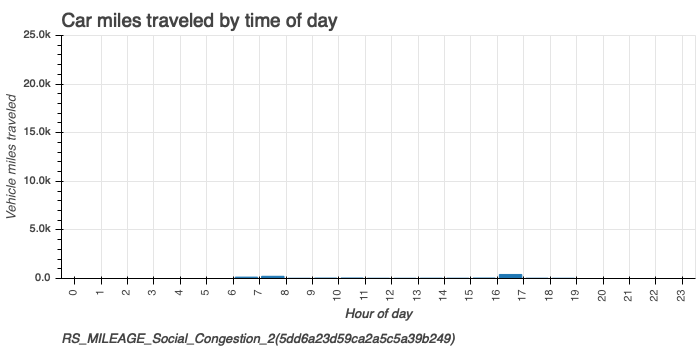 Car miles traveled by time of day
25.0k
20.0k
15.0k
10.0k
5.0k
0.0
Vehicle miles traveled
0 1 2 3 4 5 6 7 8 9 10 11 12 13 14 15 16 17 18 19 20 21 22 23
Hour of day
RS_MILEAGE_Social_Congestion_2(5dd6a23d59ca2a5c5a39b249)